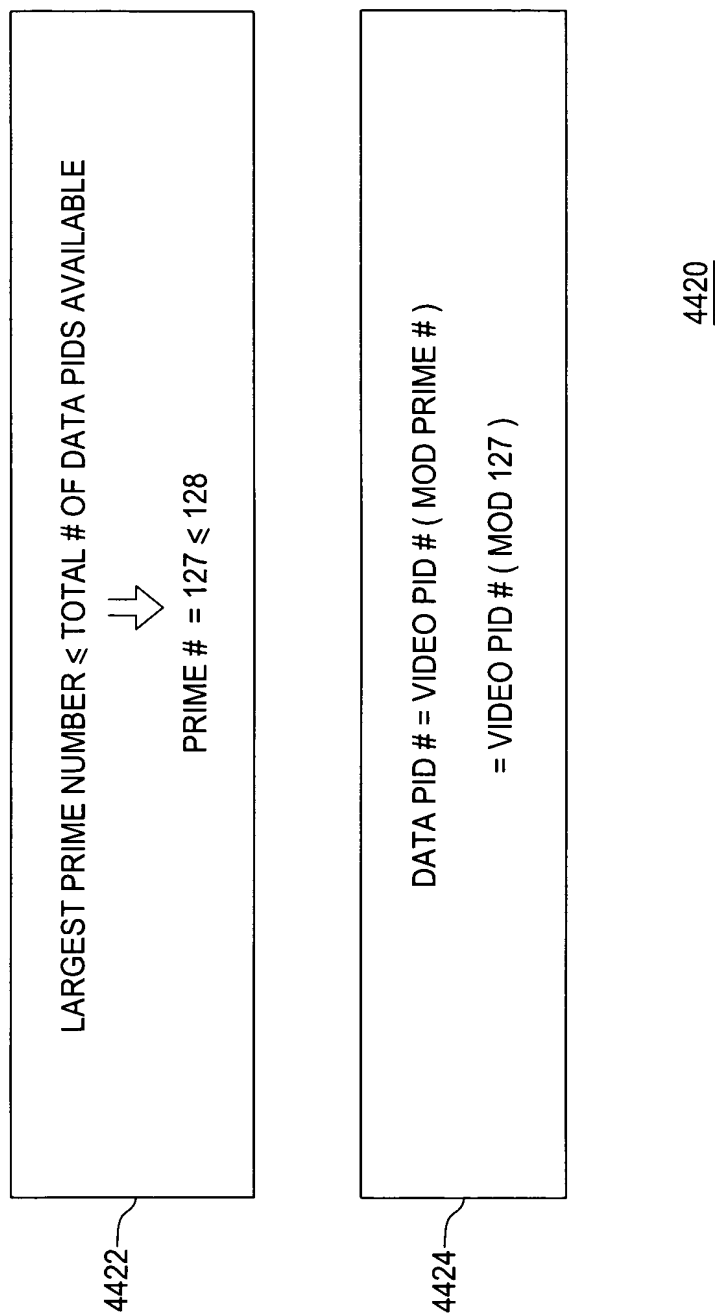 LARGEST PRIME NUMBER ≤ TOTAL # OF DATA PIDS AVAILABLE
PRIME # = 127 ≤ 128
4422
DATA PID # = VIDEO PID # ( MOD PRIME # )
= VIDEO PID # ( MOD 127 )
4424
4420